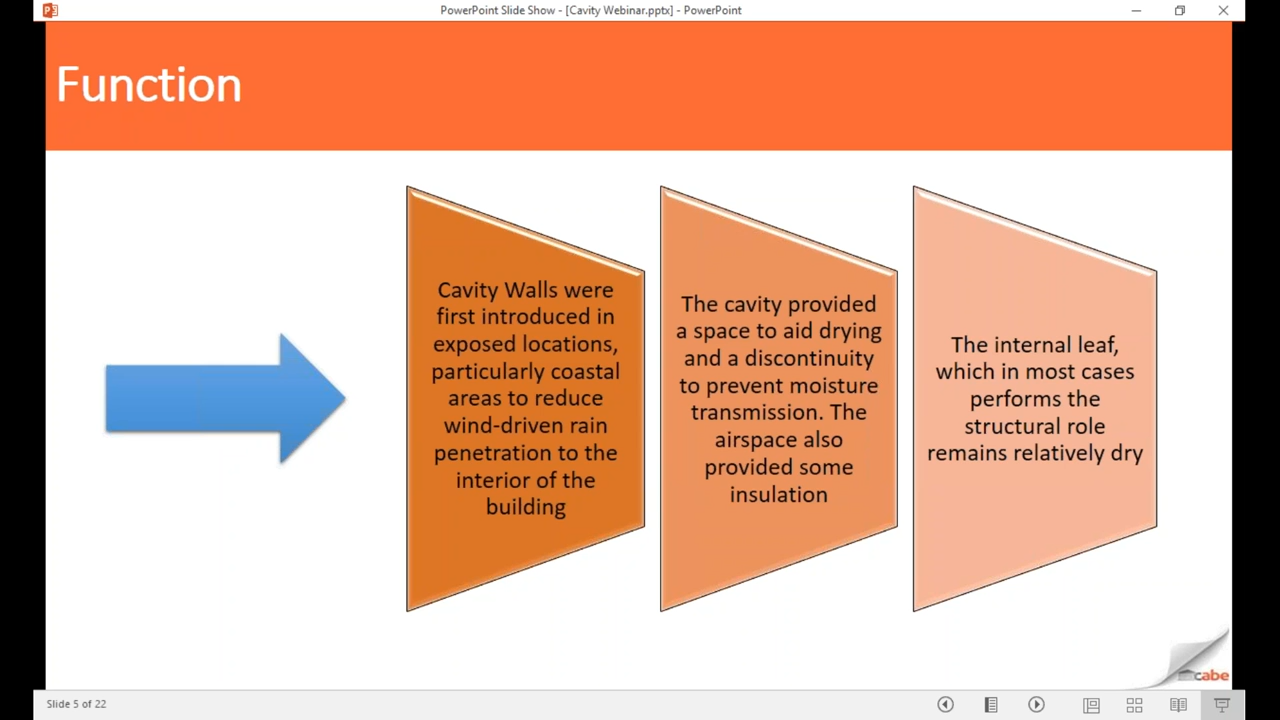 PowerPoint Slide Show - [Cavity Webinar.pptx] - PowerPoint
Function
Cavity Walls were
first introduced in
exposed locations,
particularly coastal
areas to reduce
wind-driven rain
penetration to the
interior of the
building
The cavity provided
a space to aid drying
and a discontinuity
to prevent moisture
transmission. The
airspace also
provided some
insulation
The internal leaf,
which in most cases
performs the
structural role
remains relatively dry
cabe
Slide 5 of 22